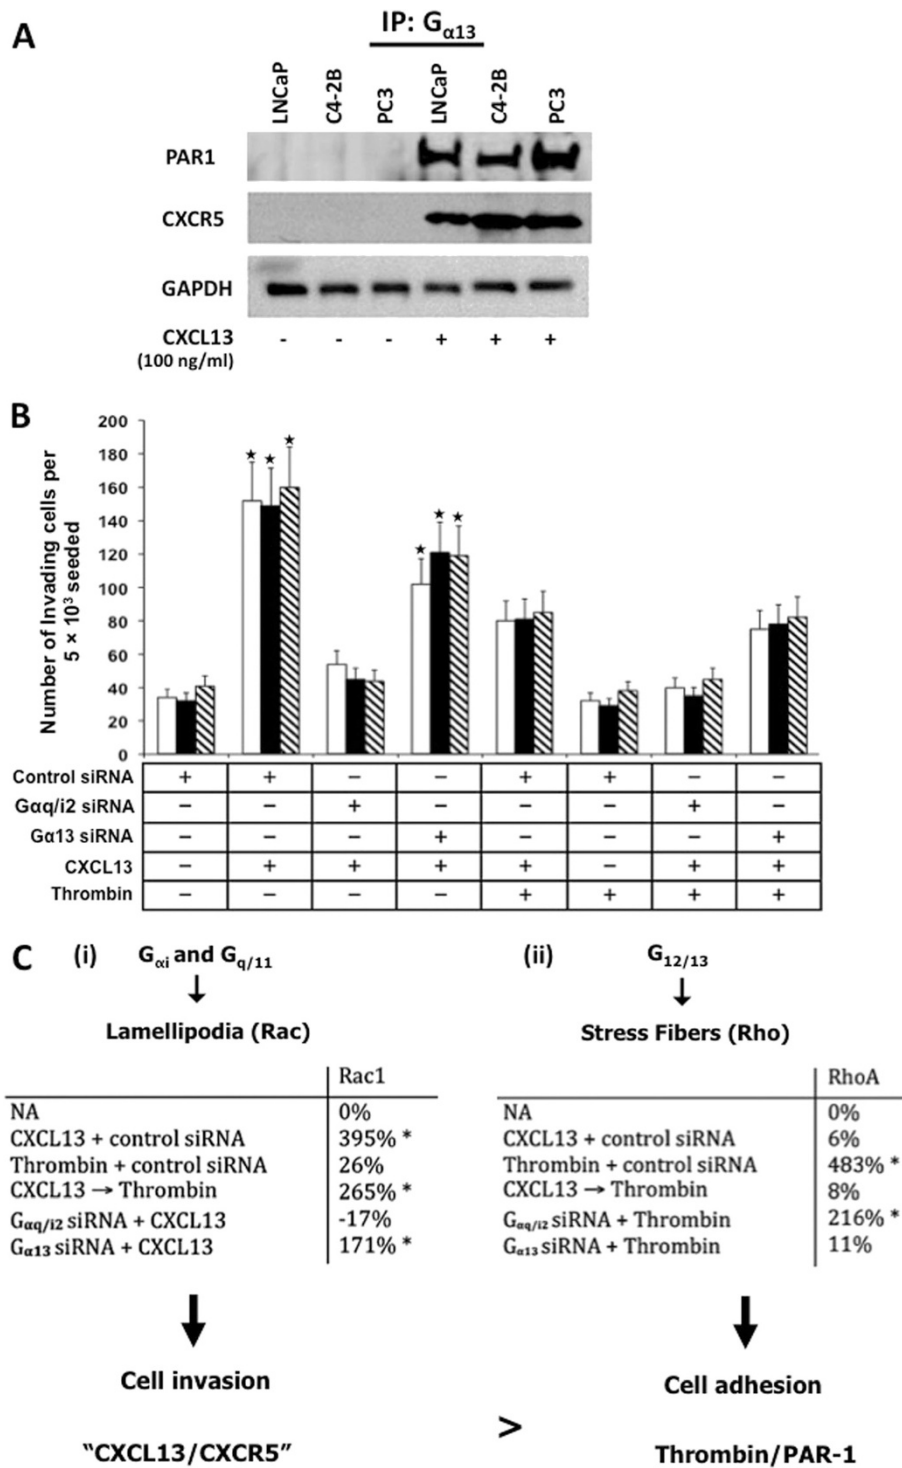 A
IP: Gα13
LNCaP C4-2B PC3 LNCaP C4-2B PC3
PAR1
CXCR5
GAPDH
CXCL13 - - - + + +
(100 ng/ml)
B
Number of Invading cells per
5 × 10³ seeded
200
180
160
140
120
100
80
60
40
20
0
★ ★ ★ ★ ★ ★
Control siRNA + + − − + + − −
Gαq/i2 siRNA − − + − − − + −
Gα13 siRNA − − − + − − − +
CXCL13 − + + + + − + +
Thrombin − − − − + + + +
C (i) Gαi and Gq/11
Lamellipodia (Rac)
Rac1
NA 0%
CXCL13 + control siRNA 395% *
Thrombin + control siRNA 26%
CXCL13 → Thrombin 265% *
Gαq/i2 siRNA + CXCL13 -17%
Gα13 siRNA + CXCL13 171% *
Cell invasion
"CXCL13/CXCR5"
(ii) G12/13
Stress Fibers (Rho)
RhoA
NA 0%
CXCL13 + control siRNA 6%
Thrombin + control siRNA 483% *
CXCL13 → Thrombin 8%
Gαq/i2 siRNA + Thrombin 216% *
Gα13 siRNA + Thrombin 11%
Cell adhesion
>
Thrombin/PAR-1